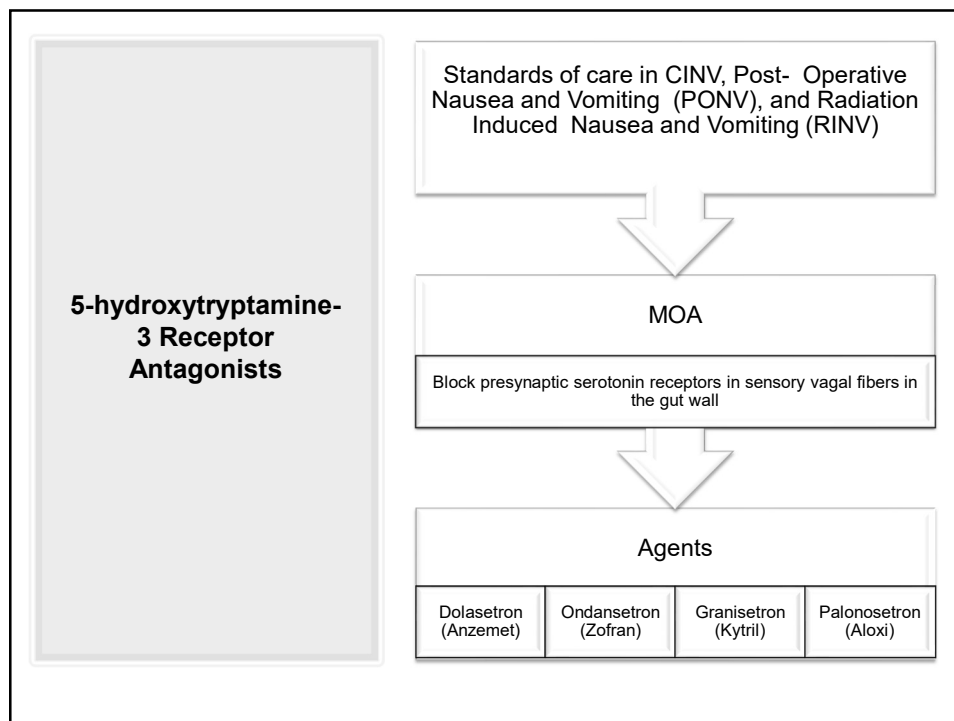 5-hydroxytryptamine-
3 Receptor
Antagonists
Standards of care in CINV, Post- Operative
Nausea and Vomiting (PONV), and Radiation
Induced Nausea and Vomiting (RINV)
MOA
Block presynaptic serotonin receptors in sensory vagal fibers in
the gut wall
Agents
Dolasetron
(Anzemet)
Ondansetron
(Zofran)
Granisetron
(Kytril)
Palonosetron
(Aloxi)